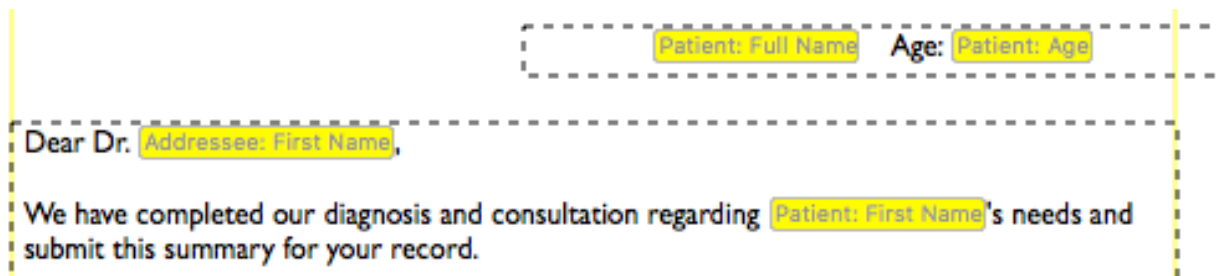 Patient: Full Name Age: Patient: Age
Dear Dr. Addressee: First Name,
We have completed our diagnosis and consultation regarding Patient: First Name's needs and
submit this summary for your record.